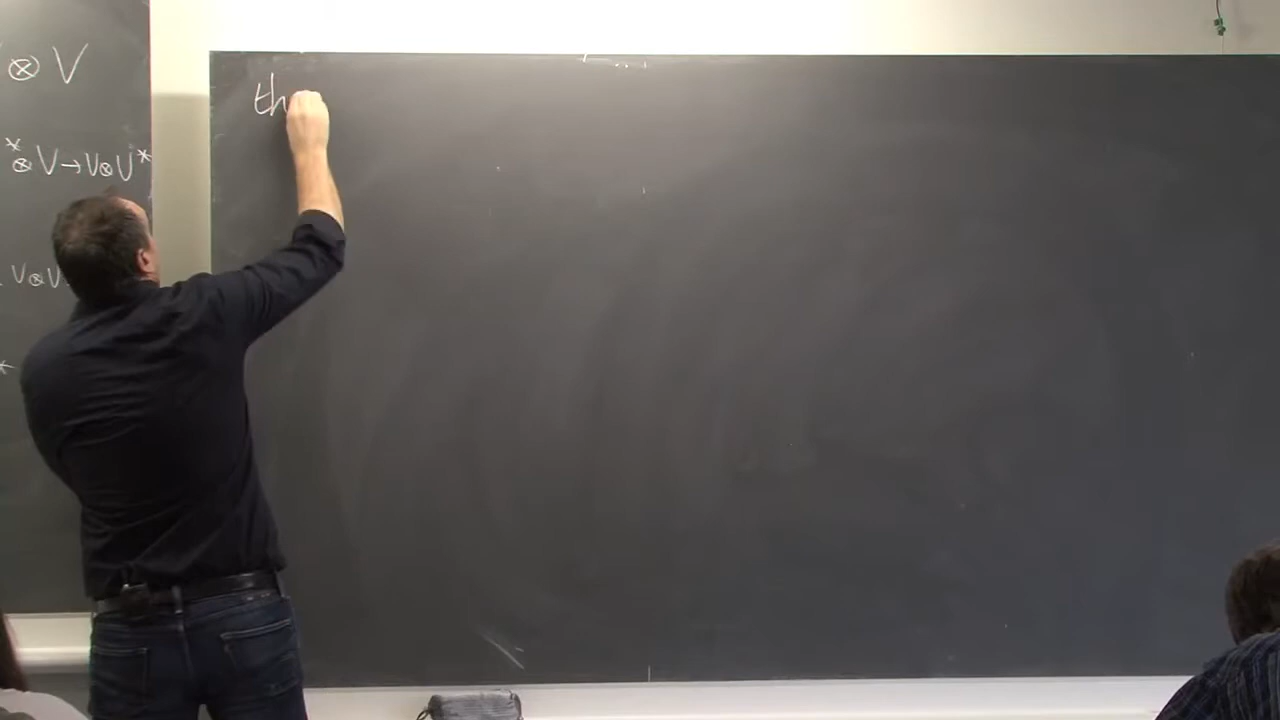 ⊗ V
* ⊗ V → V ⊗ U*
V ⊗ V
*
th